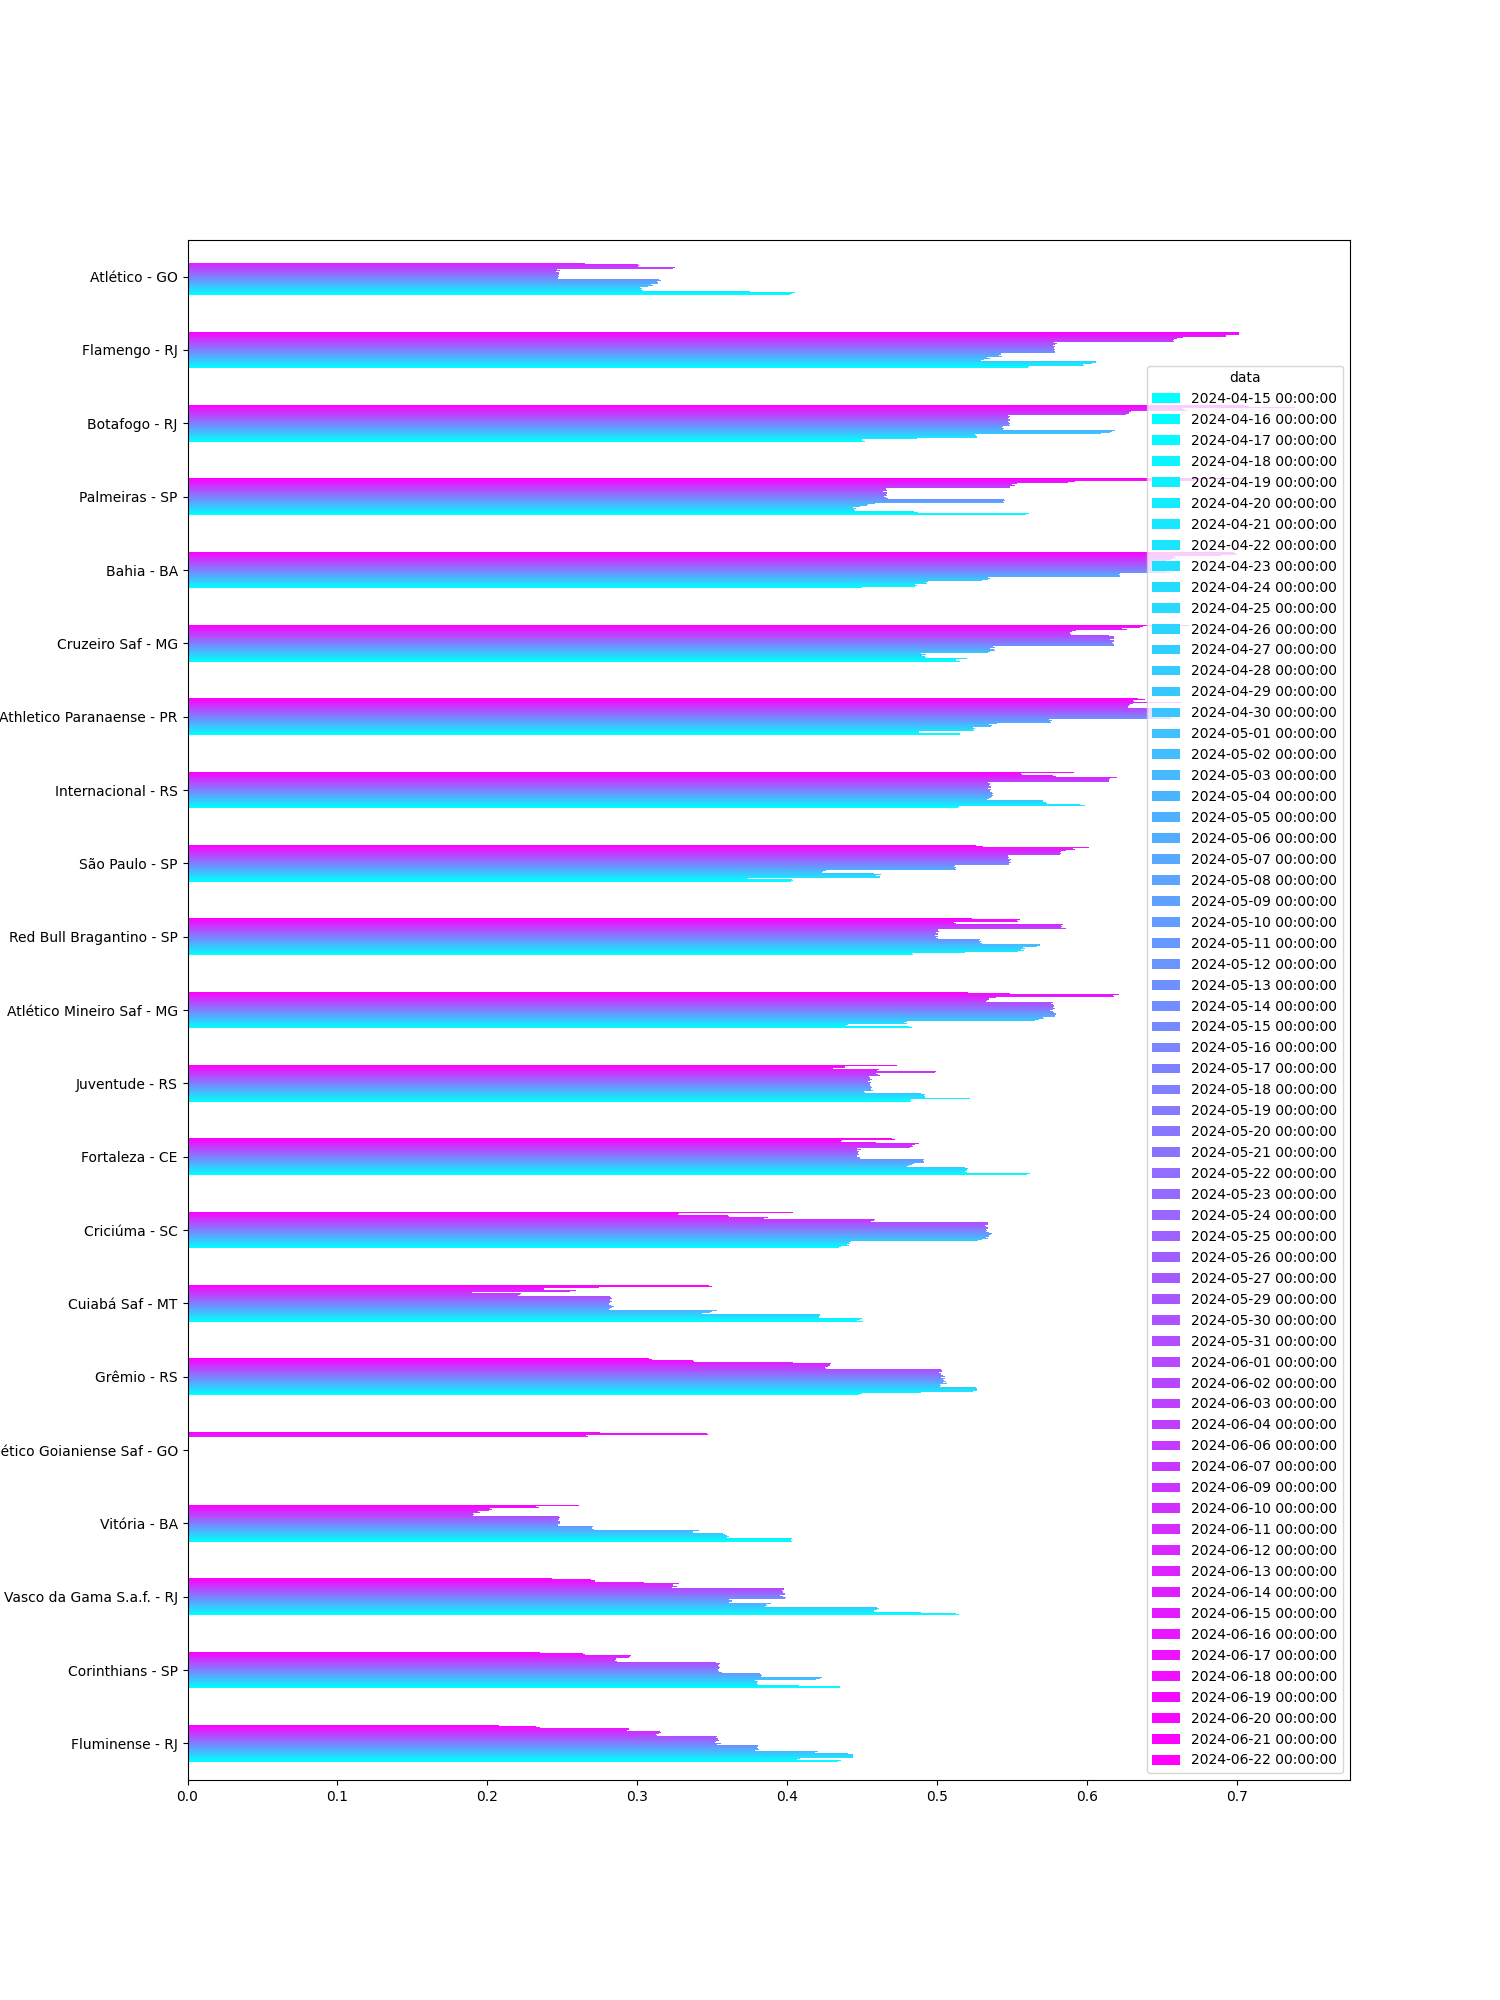 Atlético - GO
Flamengo - RJ
Botafogo - RJ
Palmeiras - SP
Bahia - BA
Cruzeiro Saf - MG
Athletico Paranaense - PR
Internacional - RS
São Paulo - SP
Red Bull Bragantino - SP
Atlético Mineiro Saf - MG
Juventude - RS
Fortaleza - CE
Criciúma - SC
Cuiabá Saf - MT
Grêmio - RS
ético Goianiense Saf - GO
Vitória - BA
Vasco da Gama S.a.f. - RJ
Corinthians - SP
Fluminense - RJ
0.0 0.1 0.2 0.3 0.4 0.5 0.6 0.7
data
2024-04-15 00:00:00
2024-04-16 00:00:00
2024-04-17 00:00:00
2024-04-18 00:00:00
2024-04-19 00:00:00
2024-04-20 00:00:00
2024-04-21 00:00:00
2024-04-22 00:00:00
2024-04-23 00:00:00
2024-04-24 00:00:00
2024-04-25 00:00:00
2024-04-26 00:00:00
2024-04-27 00:00:00
2024-04-28 00:00:00
2024-04-29 00:00:00
2024-04-30 00:00:00
2024-05-01 00:00:00
2024-05-02 00:00:00
2024-05-03 00:00:00
2024-05-04 00:00:00
2024-05-05 00:00:00
2024-05-06 00:00:00
2024-05-07 00:00:00
2024-05-08 00:00:00
2024-05-09 00:00:00
2024-05-10 00:00:00
2024-05-11 00:00:00
2024-05-12 00:00:00
2024-05-13 00:00:00
2024-05-14 00:00:00
2024-05-15 00:00:00
2024-05-16 00:00:00
2024-05-17 00:00:00
2024-05-18 00:00:00
2024-05-19 00:00:00
2024-05-20 00:00:00
2024-05-21 00:00:00
2024-05-22 00:00:00
2024-05-23 00:00:00
2024-05-24 00:00:00
2024-05-25 00:00:00
2024-05-26 00:00:00
2024-05-27 00:00:00
2024-05-29 00:00:00
2024-05-30 00:00:00
2024-05-31 00:00:00
2024-06-01 00:00:00
2024-06-02 00:00:00
2024-06-03 00:00:00
2024-06-04 00:00:00
2024-06-06 00:00:00
2024-06-07 00:00:00
2024-06-09 00:00:00
2024-06-10 00:00:00
2024-06-11 00:00:00
2024-06-12 00:00:00
2024-06-13 00:00:00
2024-06-14 00:00:00
2024-06-15 00:00:00
2024-06-16 00:00:00
2024-06-17 00:00:00
2024-06-18 00:00:00
2024-06-19 00:00:00
2024-06-20 00:00:00
2024-06-21 00:00:00
2024-06-22 00:00:00